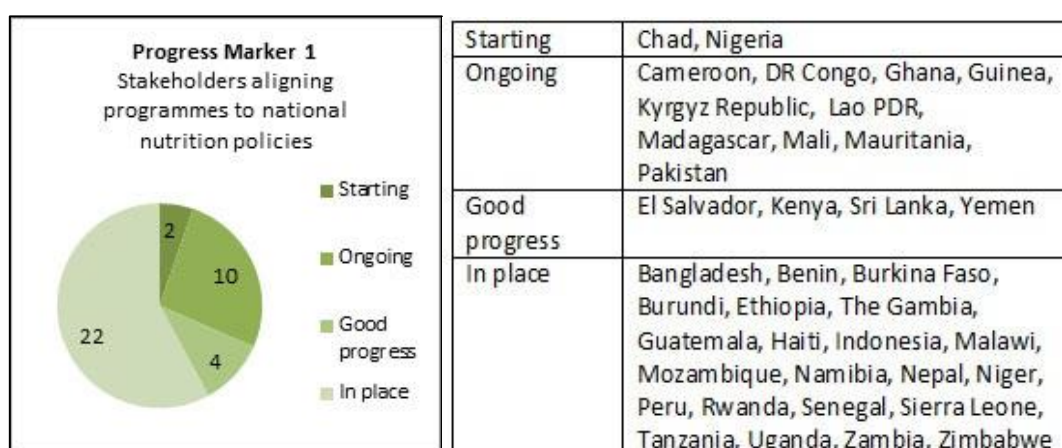 Progress Marker 1
Stakeholders aligning
programmes to national
nutrition policies
Starting
Ongoing
Good
progress
In place
2
10
4
22
Starting
Chad, Nigeria
Ongoing
Cameroon, DR Congo, Ghana, Guinea,
Kyrgyz Republic, Lao PDR,
Madagascar, Mali, Mauritania,
Pakistan
Good
progress
El Salvador, Kenya, Sri Lanka, Yemen
In place
Bangladesh, Benin, Burkina Faso,
Burundi, Ethiopia, The Gambia,
Guatemala, Haiti, Indonesia, Malawi,
Mozambique, Namibia, Nepal, Niger,
Peru, Rwanda, Senegal, Sierra Leone,
Tanzania, Uganda, Zambia, Zimbabwe